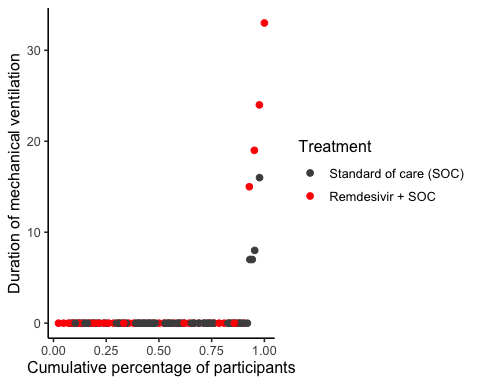 Duration of mechanical ventilation
30
20
10
0
0.00 0.25 0.50 0.75 1.00
Cumulative percentage of participants
Treatment
Standard of care (SOC)
Remdesivir + SOC